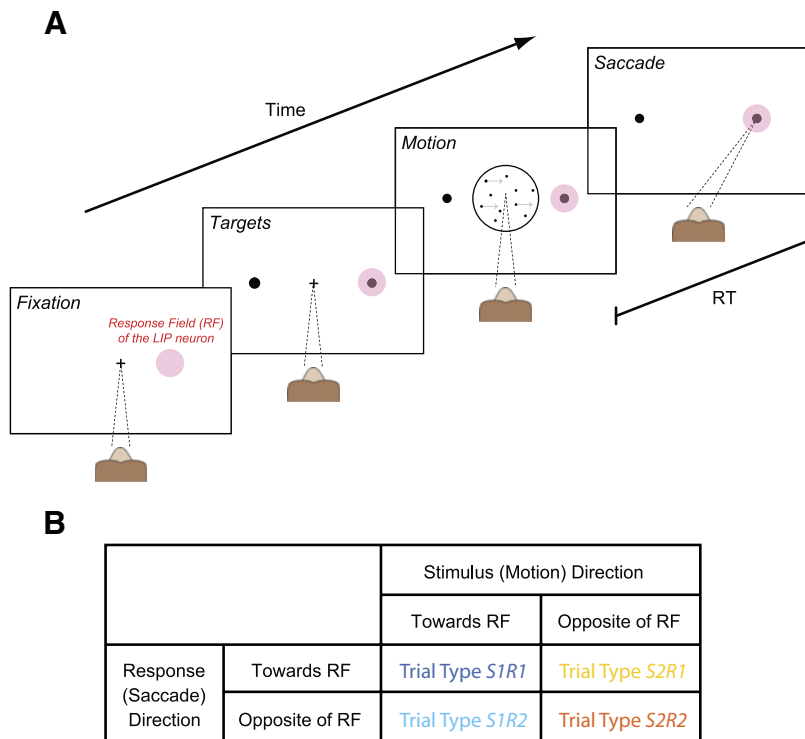 A
Time
Saccade
Motion
Targets
Fixation
Response Field (RF)
of the LIP neuron
RT
B
Stimulus (Motion) Direction
Towards RF
Opposite of RF
Response
(Saccade)
Direction
Towards RF
Trial Type S1R1
Trial Type S2R1
Opposite of RF
Trial Type S1R2
Trial Type S2R2